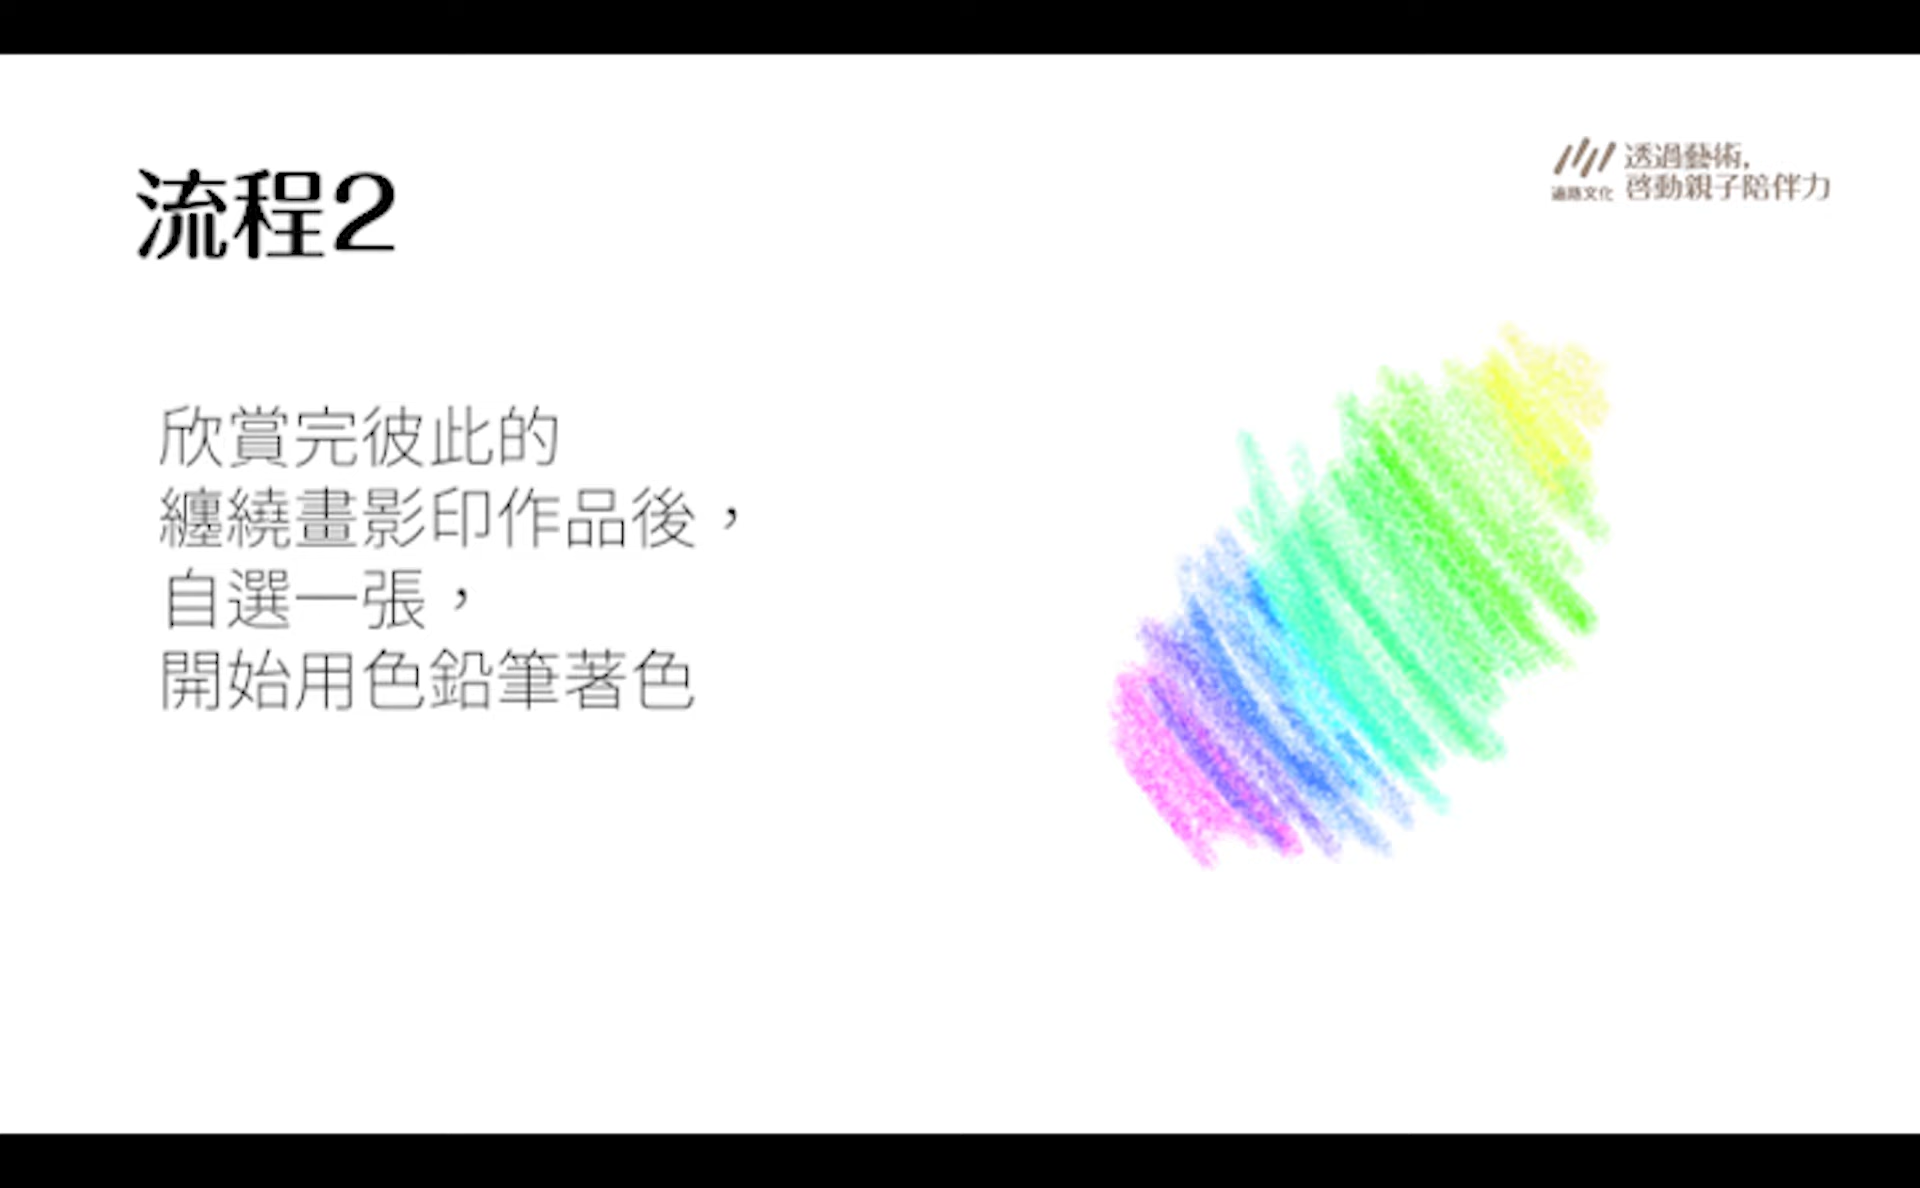 流程2
透過藝術,
啓動親子陪伴力
欣賞完彼此的
纏繞畫影印作品後，
自選一張，
開始用色鉛筆著色